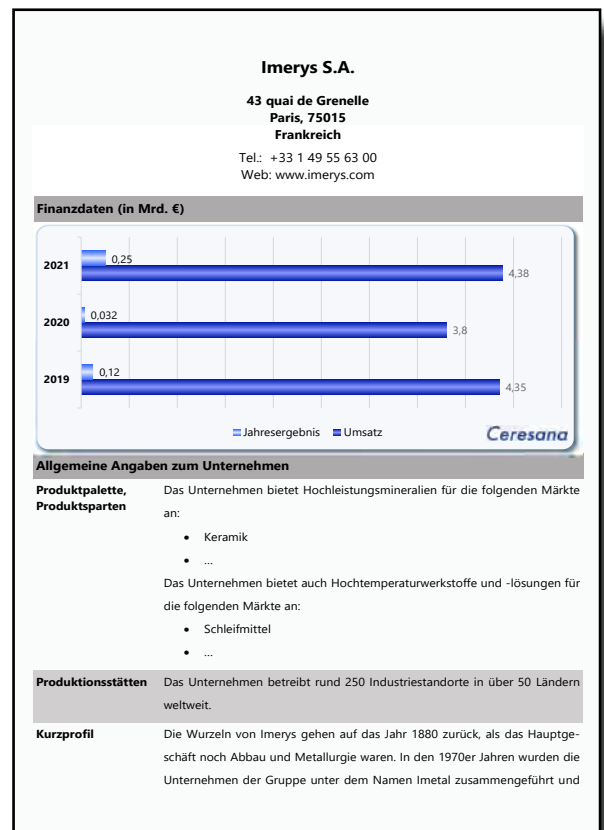 Imerys S.A.
43 quai de Grenelle
Paris, 75015
Frankreich
Tel.: +33 1 49 55 63 00
Web: www.imerys.com
Finanzdaten (in Mrd. €)
2021
0,25
4,38
2020
0,032
3,8
2019
0,12
4,35
Jahresergebnis Umsatz
Ceresana
Allgemeine Angaben zum Unternehmen
Produktpalette, Das Unternehmen bietet Hochleistungsmineralien für die folgenden Märkte
Produktsparten an:
• Keramik
• ...
Das Unternehmen bietet auch Hochtemperaturwerkstoffe und -lösungen für
die folgenden Märkte an:
• Schleifmittel
• ...
Produktionsstätten Das Unternehmen betreibt rund 250 Industriestandorte in über 50 Ländern
weltweit.
Kurzprofil Die Wurzeln von Imerys gehen auf das Jahr 1880 zurück, als das Hauptge-
schäft noch Abbau und Metallurgie waren. In den 1970er Jahren wurden die
Unternehmen der Gruppe unter dem Namen Imetal zusammengeführt und